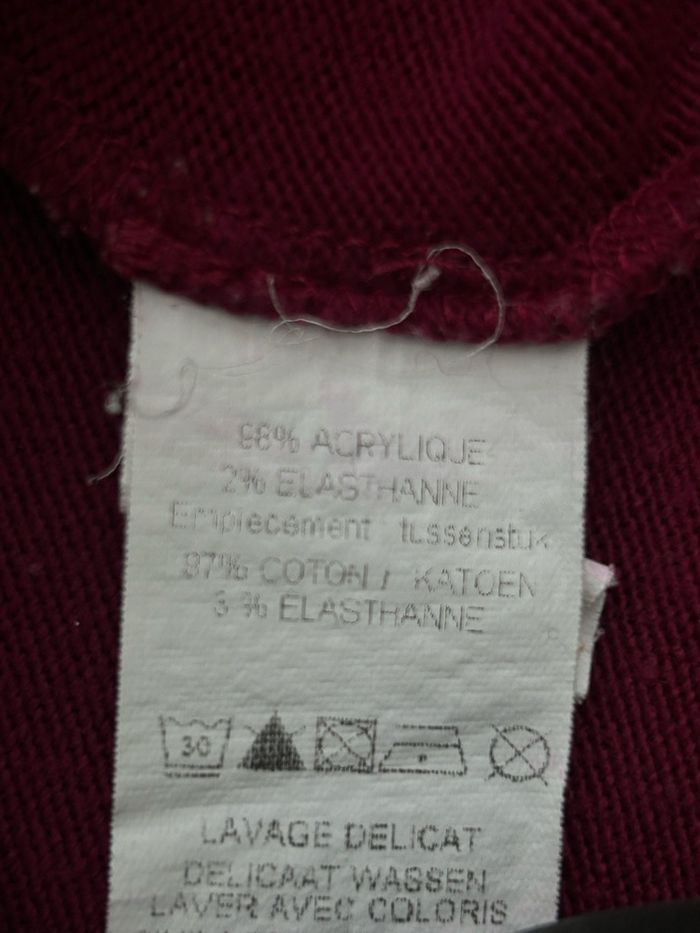 98% ACRYLIQUE
2% ELASTHANNE
Empiecement tussenstuk
97% COTON / KATOEN
3 % ELASTHANNE
30
LAVAGE DELICAT
DELICAAT WASSEN
LAVER AVEC COLORIS